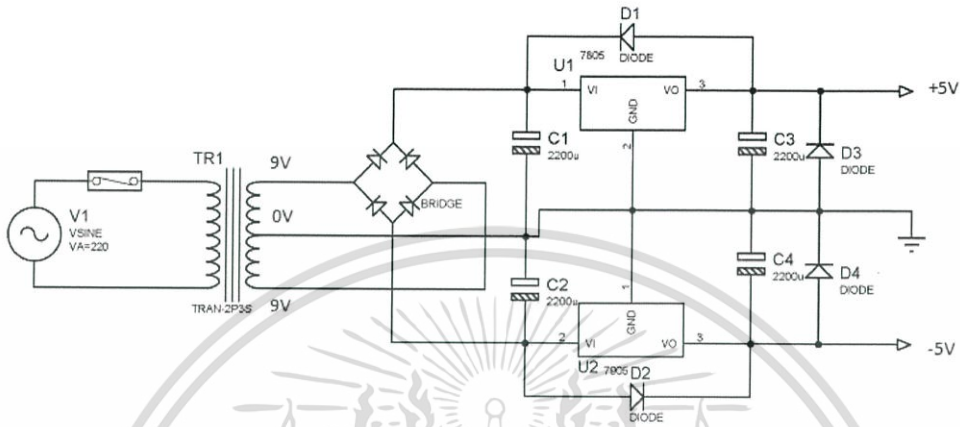 D1
7805
DIODE
U1
1
VI
VO
3
GND
2
+5V
C1
2200u
C3
2200u
D3
DIODE
TR1
9V
V1
VSINE
VA=220
0V
BRIDGE
9V
TRAN-2P3S
C2
2200u
C4
2200u
D4
DIODE
1
GND
2
VI
VO
3
U2
7905
D2
DIODE
-5V